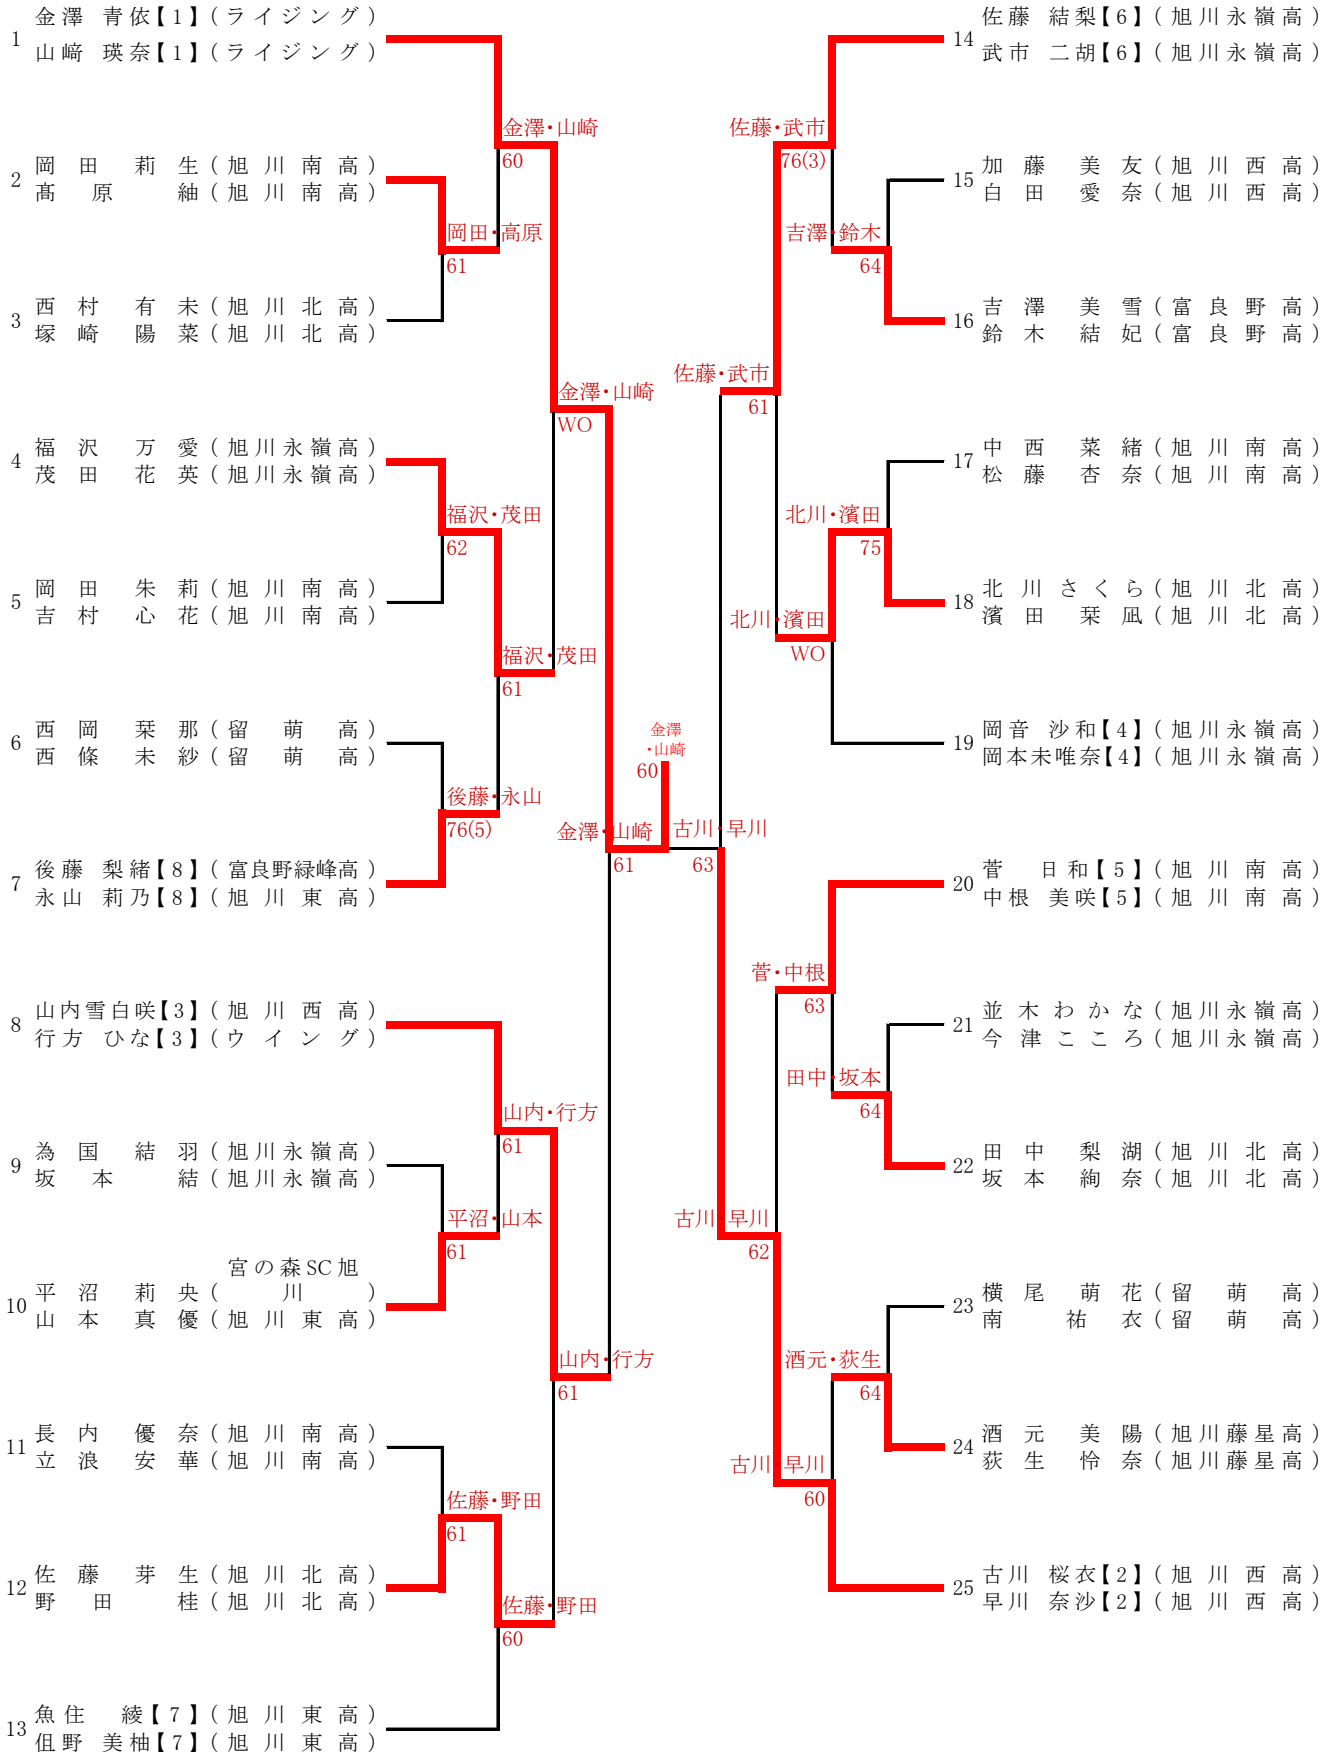 金澤 青依【1】(ライジング)
1
山﨑 瑛奈【1】(ライジング)
金澤・山崎
60
2
岡田 莉生(旭川南高)
髙原 紬(旭川南高)
岡田・高原
61
3
西村 有未(旭川北高)
塚崎 陽菜(旭川北高)
金澤・山崎
WO
4
福沢 万愛(旭川永嶺高)
茂田 花英(旭川永嶺高)
福沢・茂田
62
5
岡田 朱莉(旭川南高)
吉村 心花(旭川南高)
福沢・茂田
61
6
西岡 栞那(留萌高)
西條 未紗(留萌高)
後藤・永山
76(5)
7
後藤 梨緒【8】(富良野緑峰高)
永山 莉乃【8】(旭川東高)
金澤・山崎
61
8
山内雪白咲【3】(旭川西高)
行方 ひな【3】(ウイング)
山内・行方
61
9
為国 結羽(旭川永嶺高)
坂本 結(旭川永嶺高)
平沼・山本
61
宮の森SC旭
10
平沼 莉央( 川 )
山本 真優(旭川東高)
山内・行方
61
11
長内 優奈(旭川南高)
立浪 安華(旭川南高)
佐藤・野田
61
12
佐藤 芽生(旭川北高)
野田 桂(旭川北高)
佐藤・野田
60
13
魚住 綾【7】(旭川東高)
伹野 美柚【7】(旭川東高)
金澤
・山崎
60
佐藤 結梨【6】(旭川永嶺高)
14
武市 二胡【6】(旭川永嶺高)
佐藤・武市
76(3)
15
加藤 美友(旭川西高)
白田 愛奈(旭川西高)
吉澤・鈴木
64
16
吉澤 美雪(富良野高)
鈴木 結妃(富良野高)
佐藤・武市
61
17
中西 菜緒(旭川南高)
松藤 杏奈(旭川南高)
北川・濱田
75
18
北川さくら(旭川北高)
濱田 栞凪(旭川北高)
北川・濱田
WO
19
岡音 沙和【4】(旭川永嶺高)
岡本未唯奈【4】(旭川永嶺高)
古川・早川
63
20
菅 日和【5】(旭川南高)
中根 美咲【5】(旭川南高)
菅・中根
63
21
並木わかな(旭川永嶺高)
今津こころ(旭川永嶺高)
田中・坂本
64
22
田中 梨湖(旭川北高)
坂本 絢奈(旭川北高)
古川・早川
62
23
横尾 萌花(留萌高)
南 祐衣(留萌高)
酒元・荻生
64
24
酒元 美陽(旭川藤星高)
荻生 怜奈(旭川藤星高)
古川・早川
60
25
古川 桜衣【2】(旭川西高)
早川 奈沙【2】(旭川西高)